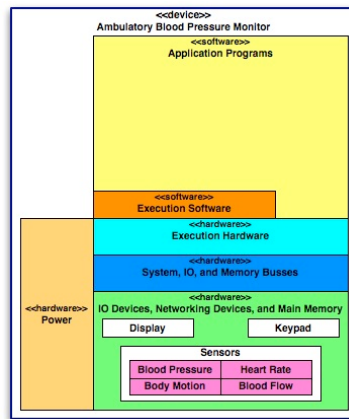 <<device>>
Ambulatory Blood Pressure Monitor
<<software>>
Application Programs
<<software>>
Execution Software
<<hardware>>
Execution Hardware
<<hardware>>
System, IO, and Memory Busses
<<hardware>>
Power
<<hardware>>
IO Devices, Networking Devices, and Main Memory
Display
Keypad
Sensors
Blood Pressure
Heart Rate
Body Motion
Blood Flow